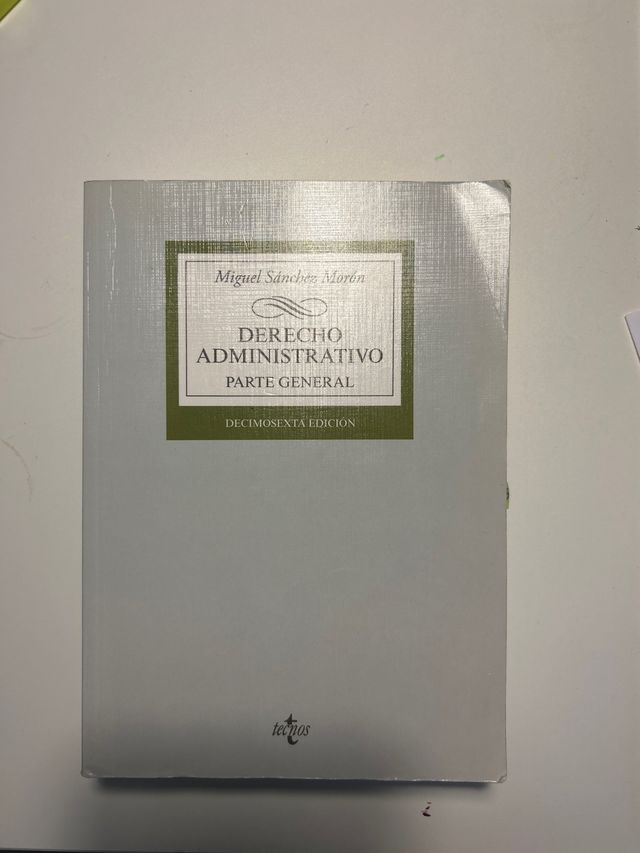 Miguel Sánchez Morón
DERECHO
ADMINISTRATIVO
PARTE GENERAL
DECIMOSEXTA EDICIÓN
tecnos